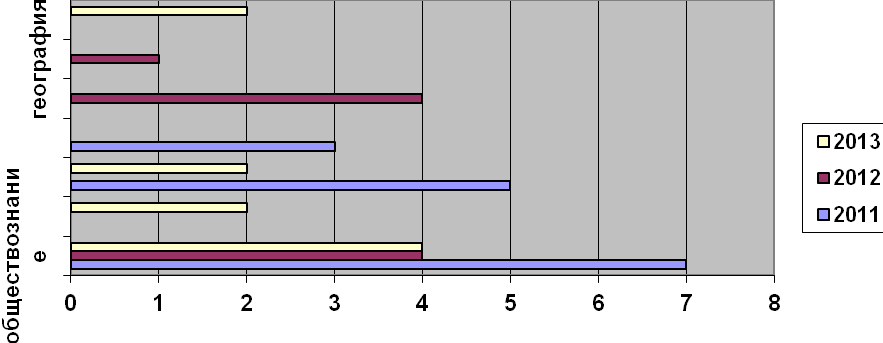 география
обществознани
е
0 1 2 3 4 5 6 7 8
2013
2012
2011